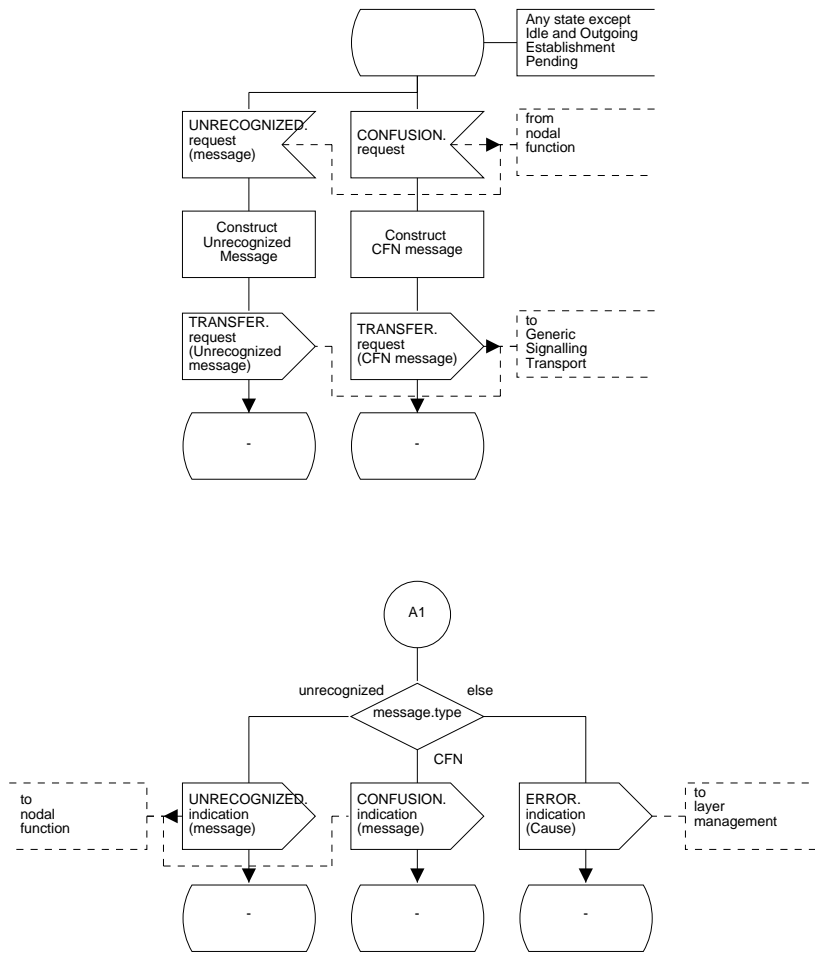 Any state except
Idle and Outgoing
Establishment
Pending
UNRECOGNIZED.
request
(message)
CONFUSION.
request
from
nodal
function
Construct
Unrecognized
Message
Construct
CFN message
TRANSFER.
request
(Unrecognized
message)
TRANSFER.
request
(CFN message)
to
Generic
Signalling
Transport
-
-
A1
unrecognized
else
message.type
CFN
to
nodal
function
UNRECOGNIZED.
indication
(message)
CONFUSION.
indication
(message)
ERROR.
indication
(Cause)
to
layer
management
-
-
-